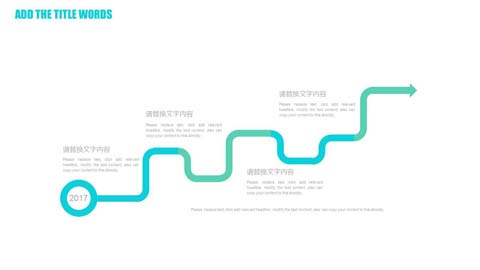 ADD THE TITLE WORDS
请替换文字内容
Please replace text, click add relevant
headline, modify the text content, also can
copy your content to this directly.
请替换文字内容
Please replace text, click add relevant
headline, modify the text content, also can
copy your content to this directly.
请替换文字内容
Please replace text, click add relevant
headline, modify the text content, also can
copy your content to this directly.
请替换文字内容
Please replace text, click add relevant
headline, modify the text content, also can
copy your content to this directly.
2017
Please replace text, click add relevant headline, modify the text content, also can copy your content to this directly.